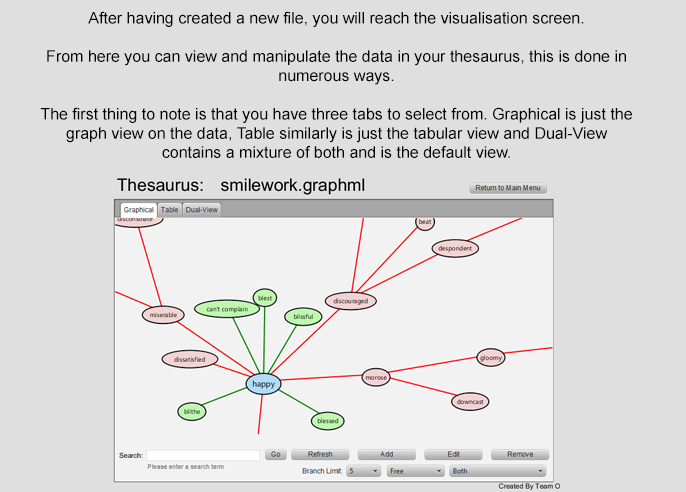 After having created a new file, you will reach the visualisation screen.
From here you can view and manipulate the data in your thesaurus, this is done in
numerous ways.
The first thing to note is that you have three tabs to select from. Graphical is just the
graph view on the data, Table similarly is just the tabular view and Dual-View
contains a mixture of both and is the default view.
Thesaurus: smilework.graphml
Return to Main Menu
Graphical Table Dual-View
disconsolate
beat
despondent
blest
can't complain
discouraged
miserable
blissful
dissatisfied
gloomy
happy
morose
downcast
blithe
blessed
Search: Go Refresh Add Edit Remove
Please enter a search term
Branch Limit: 5 Free Both
Created By Team O